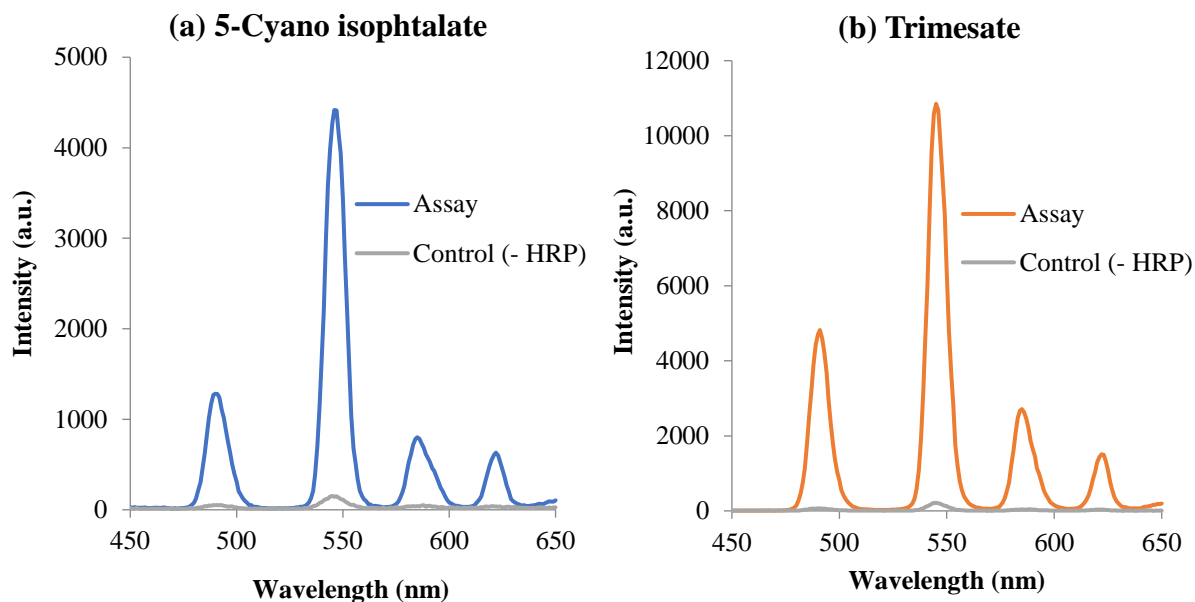 (a) 5-Cyano isophtalate
5000
4000
3000
2000
1000
0
Intensity (a.u.)
Assay
Control (- HRP)
450 500 550 600 650
Wavelength (nm)
(b) Trimesate
12000
10000
8000
6000
4000
2000
0
Intensity (a.u.)
Assay
Control (- HRP)
450 500 550 600 650
Wavelength (nm)